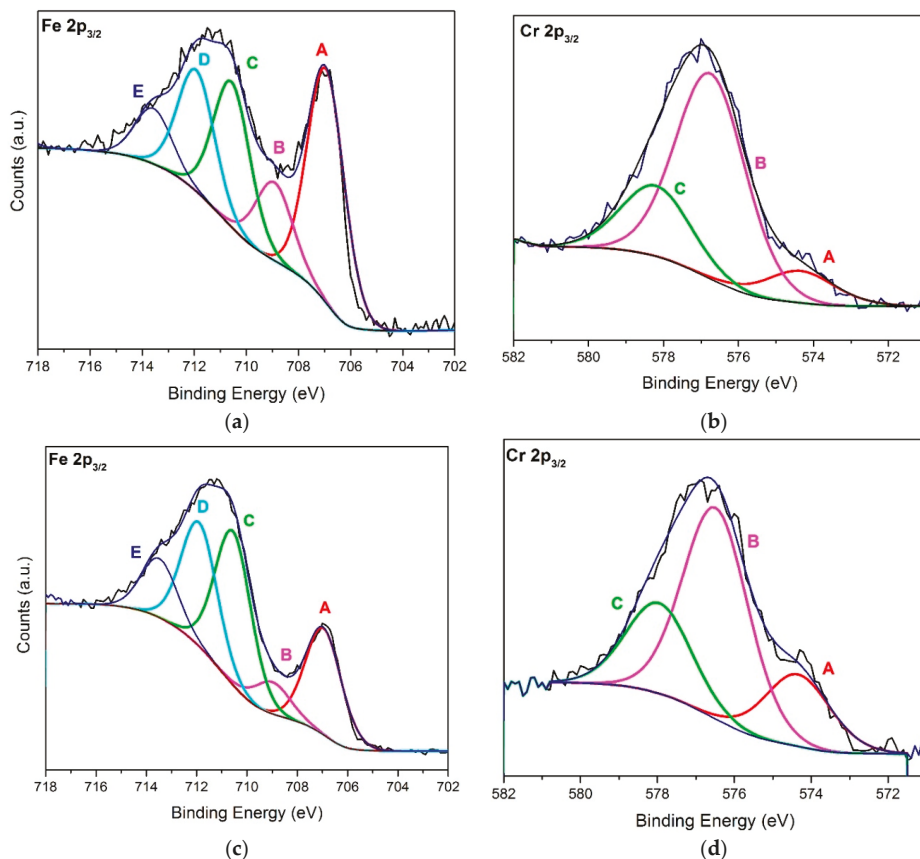 Fe 2p3/2
A
B
C
D
E
Counts (a.u.)
718 716 714 712 710 708 706 704 702
Binding Energy (eV)
(a)
Cr 2p3/2
B
C
A
582 580 578 576 574 572
Binding Energy (eV)
(b)
Fe 2p3/2
D
C
E
A
B
Counts (a.u.)
718 716 714 712 710 708 706 704 702
Binding Energy (eV)
(c)
Cr 2p3/2
B
C
A
582 580 578 576 574 572
Binding Energy (eV)
(d)